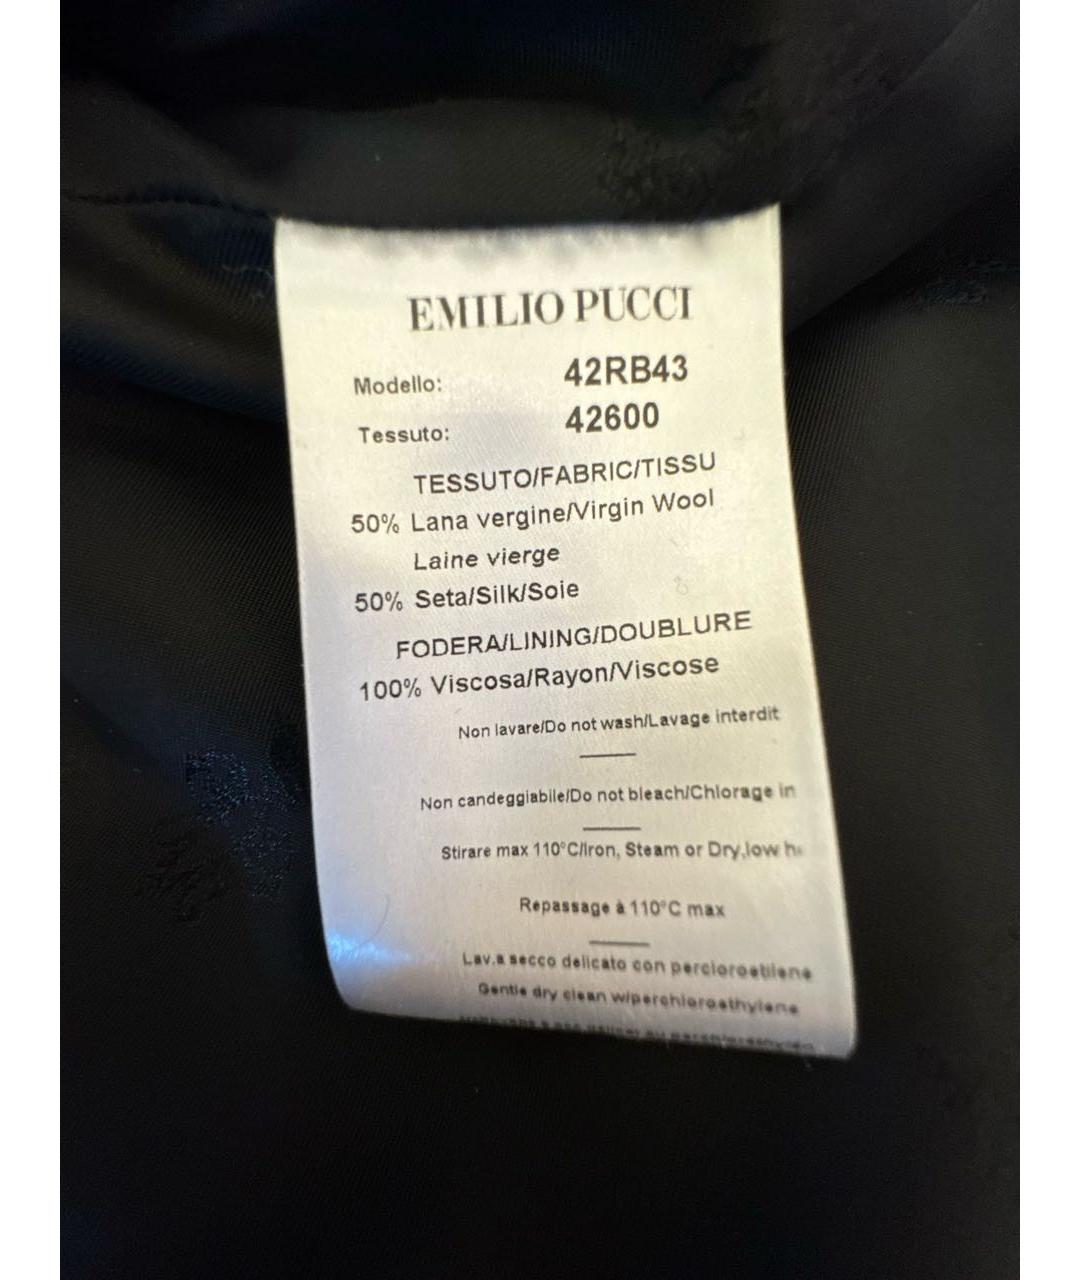 EMILIO PUCCI
Modello: 42RB43
Tessuto: 42600
TESSUTO/FABRIC/TISSU
50% Lana vergine/Virgin Wool
Laine vierge
50% Seta/Silk/Soie
FODERA/LINING/DOUBLURE
100% Viscosa/Rayon/Viscose
Non lavare/Do not wash/Lavage interdit
Non candeggiabile/Do not bleach/Chlorage in
Stirare max 110°C/Iron, Steam or Dry,low
Repassage à 110°C max
Lav.a secco delicato con percloroetilene
Gentle dry clean w/perchloroethylene